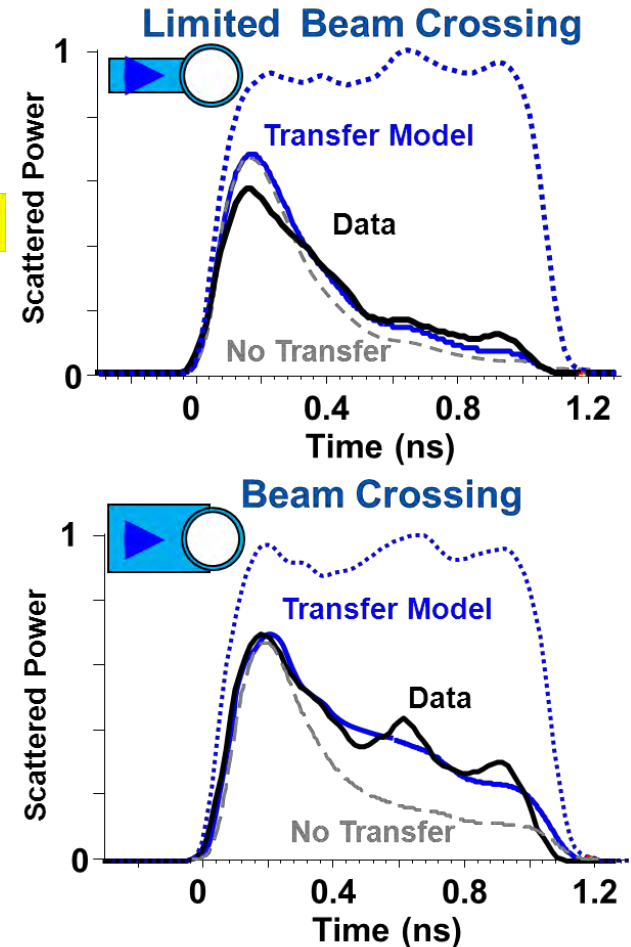 Limited Beam Crossing
1
Transfer Model
Data
No Transfer
Scattered Power
0
0 0.4 0.8 1.2
Time (ns)
Beam Crossing
1
Transfer Model
Data
No Transfer
Scattered Power
0
0 0.4 0.8 1.2
Time (ns)